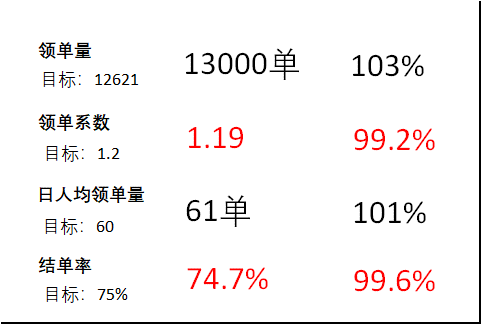 领单量
目标：12621
13000单
103%
领单系数
目标：1.2
1.19
99.2%
日人均领单量
目标：60
61单
101%
结单率
目标：75%
74.7%
99.6%